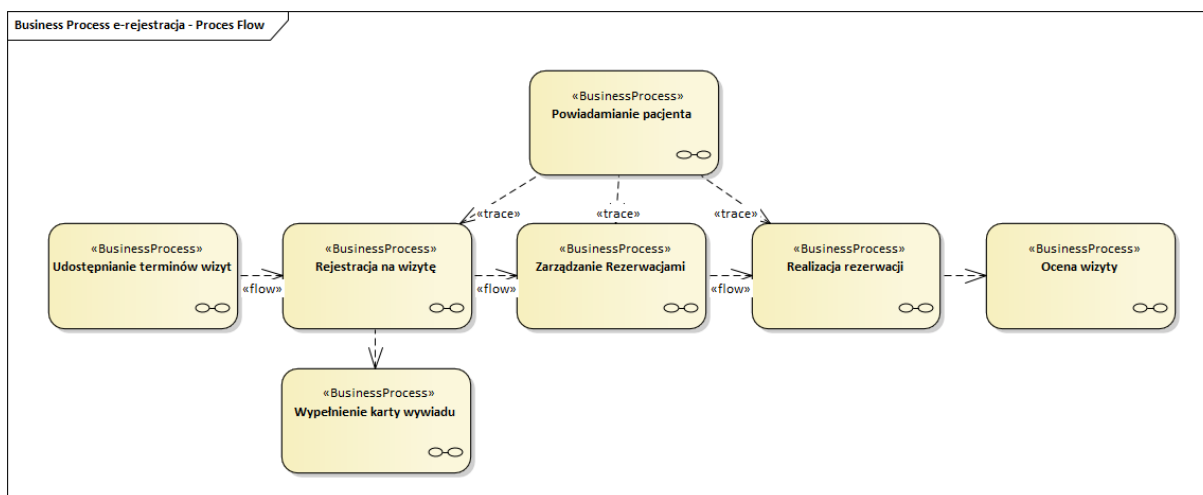 Business Process e-rejestracja - Proces Flow
«BusinessProcess»
Powiadamianie pacjenta
«trace»
«trace»
«trace»
«BusinessProcess»
Udostępnianie terminów wizyt
«flow»
«BusinessProcess»
Rejestracja na wizytę
«flow»
«BusinessProcess»
Zarządzanie Rezerwacjami
«flow»
«BusinessProcess»
Realizacja rezerwacji
«BusinessProcess»
Ocena wizyty
«BusinessProcess»
Wypełnienie karty wywiadu